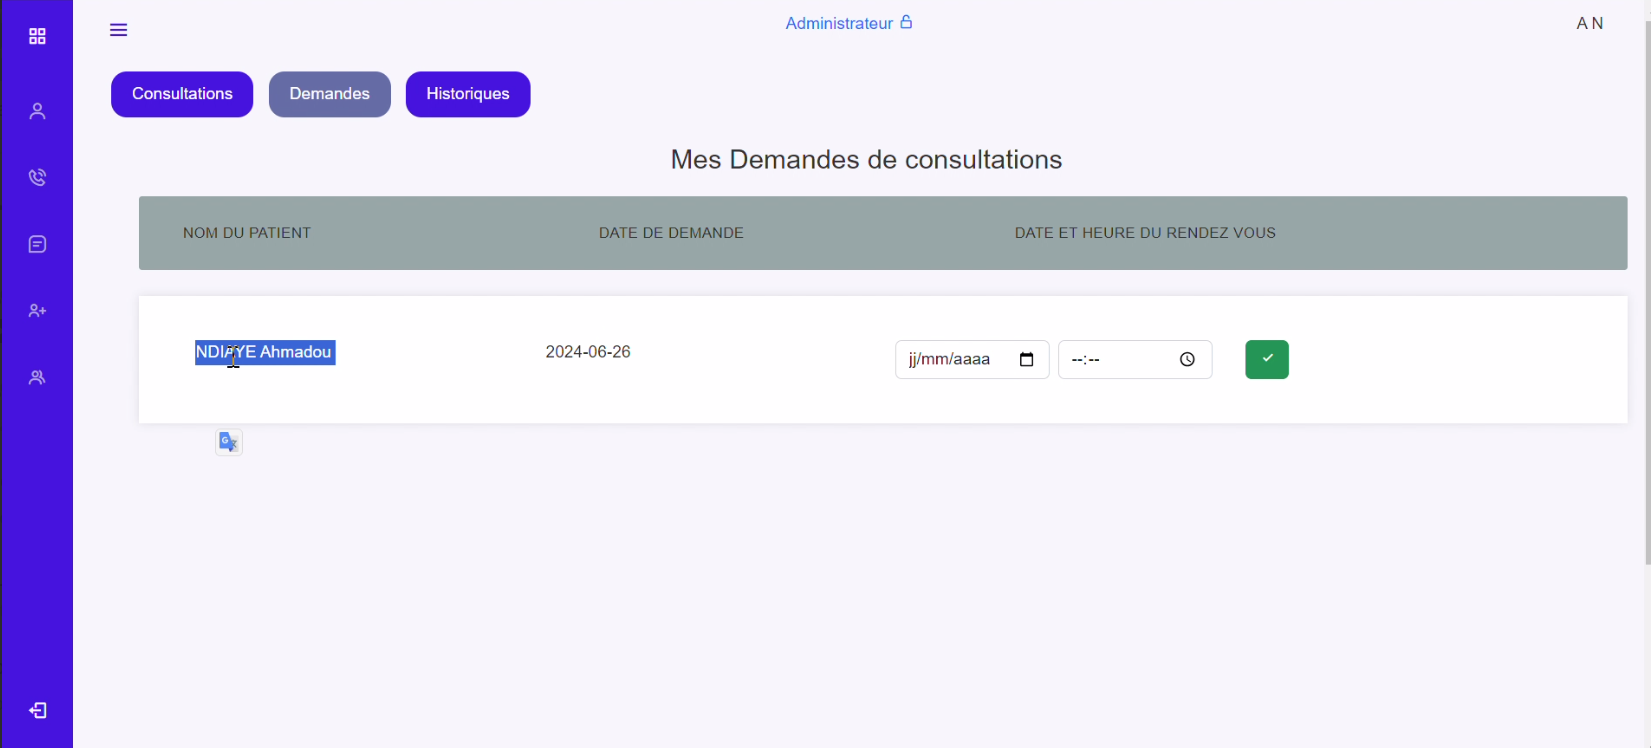 Administrateur
A N
Consultations
Demandes
Historiques
Mes Demandes de consultations
NOM DU PATIENT
DATE DE DEMANDE
DATE ET HEURE DU RENDEZ VOUS
NDIAYE Ahmadou
2024-06-26
jj/mm/aaaa
--:--